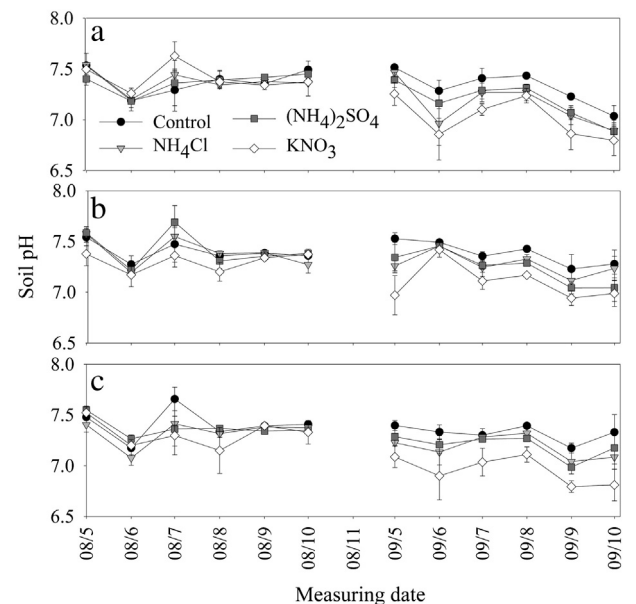 a
8.0
7.5
7.0
6.5
Control
(NH4)2SO4
NH4Cl
KNO3
b
8.0
7.5
7.0
6.5
Soil pH
c
8.0
7.5
7.0
6.5
08/5
08/6
08/7
08/8
08/9
08/10
08/11
09/5
09/6
09/7
09/8
09/9
09/10
Measuring date